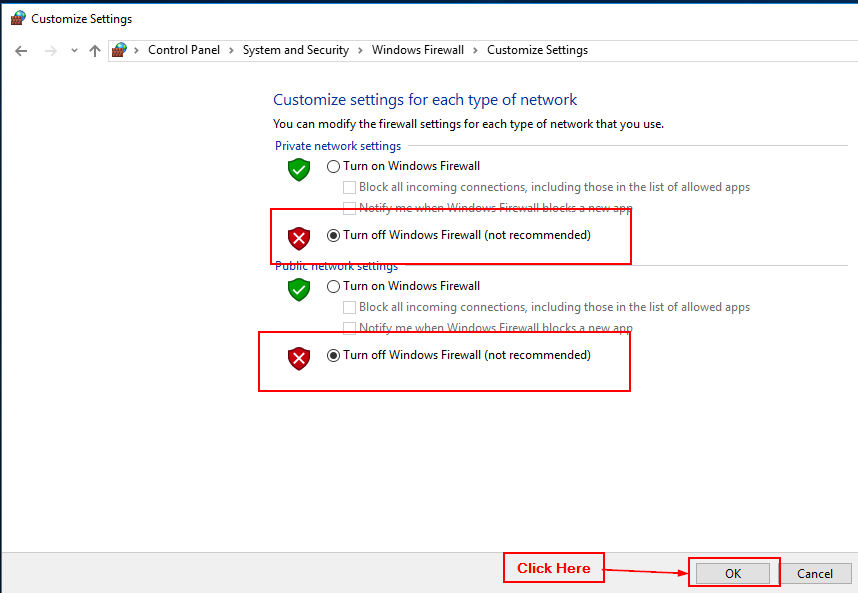 Customize Settings
Control Panel > System and Security > Windows Firewall > Customize Settings
Customize settings for each type of network
You can modify the firewall settings for each type of network that you use.
Private network settings
Turn on Windows Firewall
Block all incoming connections, including those in the list of allowed apps
Notify me when Windows Firewall blocks a new app
Turn off Windows Firewall (not recommended)
Public network settings
Turn on Windows Firewall
Block all incoming connections, including those in the list of allowed apps
Notify me when Windows Firewall blocks a new app
Turn off Windows Firewall (not recommended)
Click Here
OK Cancel